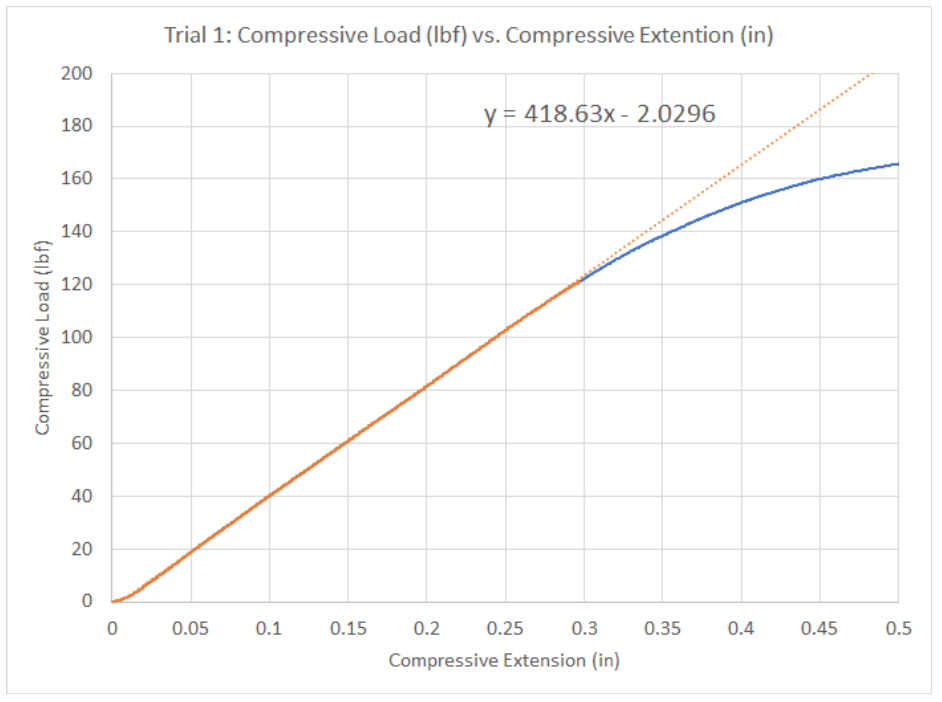 Trial 1: Compressive Load (lbf) vs. Compressive Extention (in)
y = 418.63x - 2.0296
Compressive Load (lbf)
200
180
160
140
120
100
80
60
40
20
0
0 0.05 0.1 0.15 0.2 0.25 0.3 0.35 0.4 0.45 0.5
Compressive Extension (in)